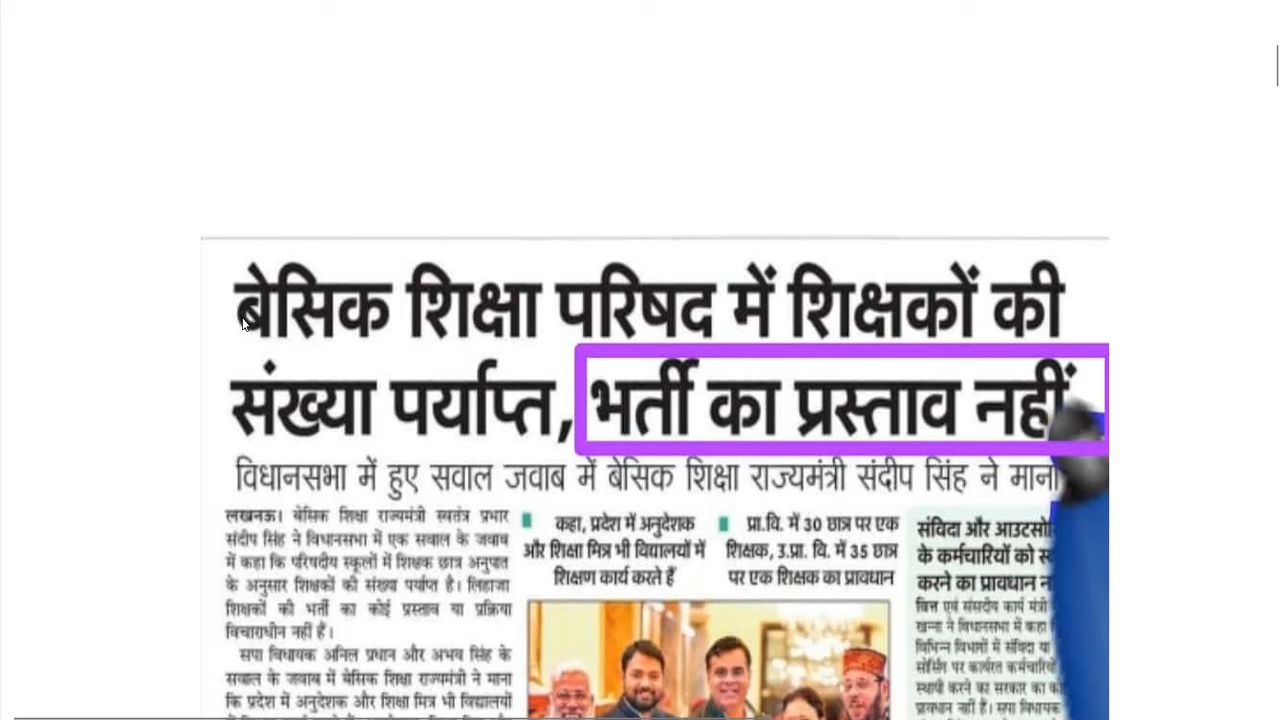 बेसिक शिक्षा परिषद में शिक्षकों की
संख्या पर्याप्त, भर्ती का प्रस्ताव नहीं
विधानसभा में हुए सवाल जवाब में बेसिक शिक्षा राज्यमंत्री संदीप सिंह ने माना
लखनऊ। बेसिक शिक्षा राज्यमंत्री स्वतंत्र प्रभार
संदीप सिंह ने विधानसभा में एक सवाल के जवाब
में कहा कि परिषदीय स्कूलों में शिक्षक छात्र अनुपात
के अनुसार शिक्षकों की संख्या पर्याप्त है। लिहाजा
शिक्षकों की भर्ती का कोई प्रस्ताव या प्रक्रिया
विचाराधीन नहीं हैं।
सपा विधायक अनिल प्रधान और अभय सिंह के
सवाल के जवाब में बेसिक शिक्षा राज्यमंत्री ने माना
कि प्रदेश में अनुदेशक और शिक्षा मित्र भी विद्यालयों
कहा, प्रदेश में अनुदेशक
और शिक्षा मित्र भी विद्यालयों में
शिक्षण कार्य करते हैं
प्रा.वि. में 30 छात्र पर एक
शिक्षक, उ.प्रा. वि. में 35 छात्र
पर एक शिक्षक का प्रावधान
संविदा और
के कर्मचारियों को
करने का प्रावधान
वित्त एवं संसदीय कार्य मंत्री
खन्ना ने विधानसभा में कहा
विभिन्न विभागों में संविदा या
सोर्सिंग पर कार्यरत
स्थायी करने का सरकार का
प्रावधान नहीं है। सपा विधायक